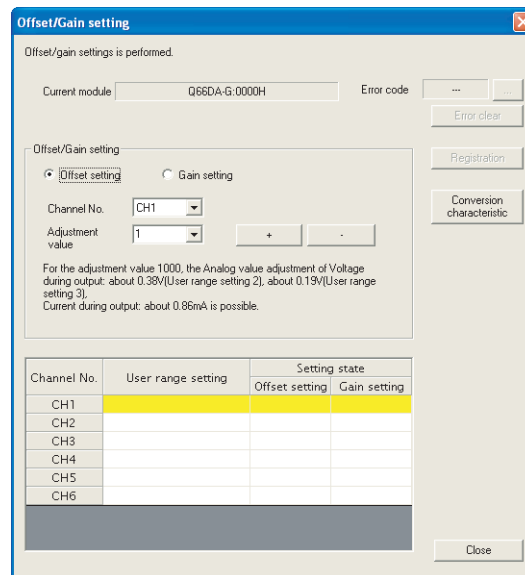 Offset/Gain setting
Offset/gain settings is performed.
Current module Q66DA-G:0000H Error code --- ...
Error clear
Offset/Gain setting
Registration
Offset setting Gain setting
Conversion
characteristic
Channel No. CH1
Adjustment
value 1 + -
For the adjustment value 1000, the Analog value adjustment of Voltage
during output: about 0.38V(User range setting 2), about 0.19V(User range
setting 3),
Current during output: about 0.86mA is possible.
Channel No. User range setting Setting state
Offset setting Gain setting
CH1
CH2
CH3
CH4
CH5
CH6
Close